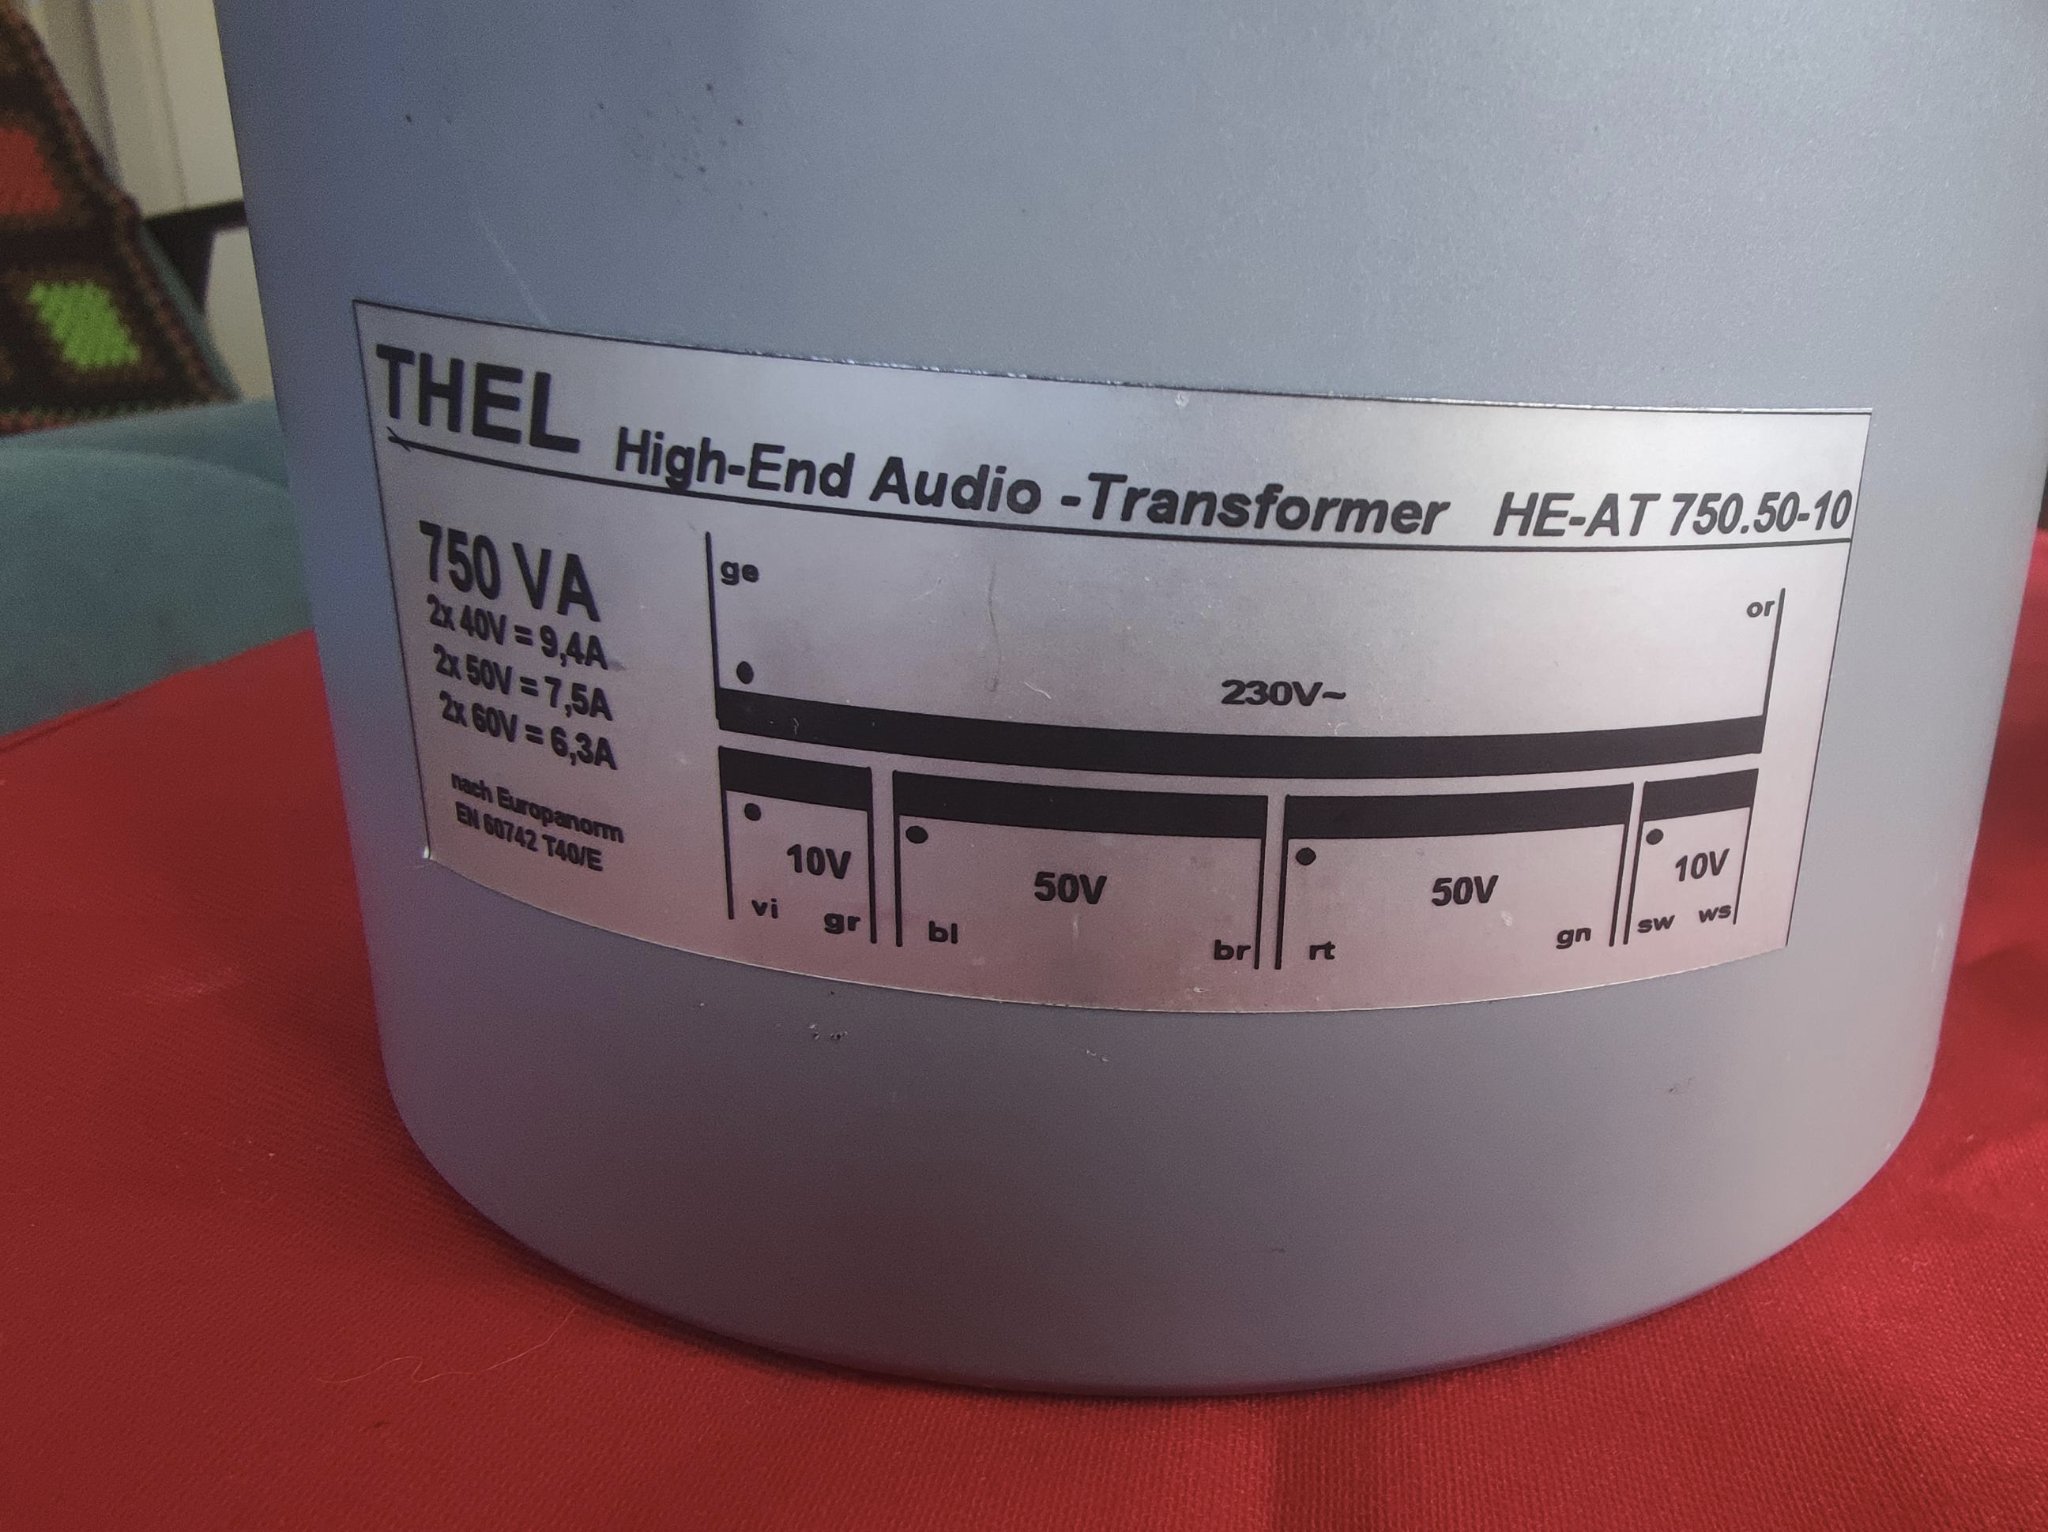 THEL High-End Audio -Transformer HE-AT 750.50-10
750 VA
2x 40V = 9,4A
2x 50V = 7,5A
2x 60V = 6,3A
nach Europanorm
EN 60742 T40/E
ge
or
230V~
10V
50V
50V
10V
vi gr bl br rt gn sw ws